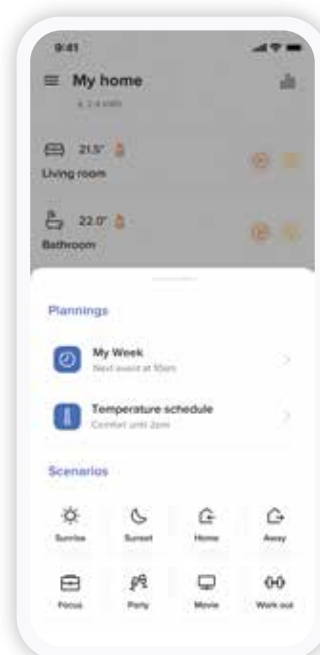 9:41
My home
21.5°
Living room
22.0°
Bathroom
Plannings
My Week
Next event at 10am
Temperature schedule
Comfort until 2pm
Scenarios
Sunrise Sunset Home Away
Focus Party Movie Work out